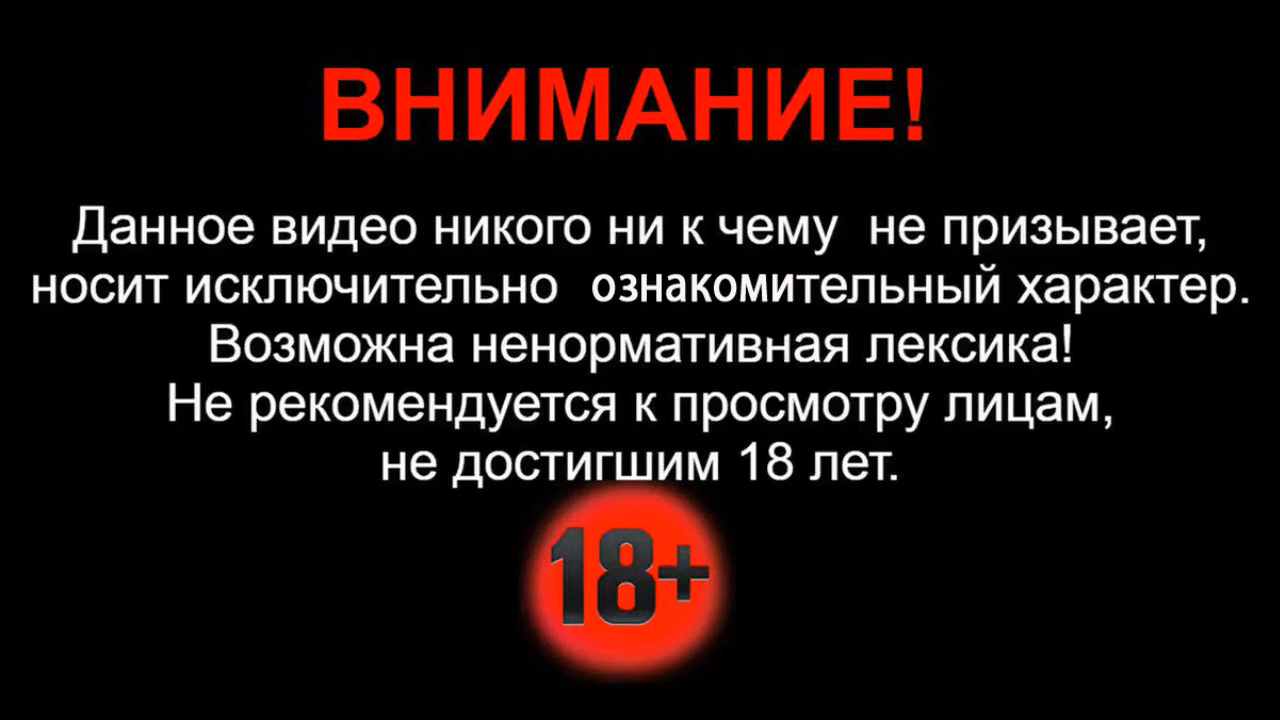 ВНИМАНИЕ!
Данное видео никого ни к чему не призывает,
носит исключительно ознакомительный характер.
Возможна ненормативная лексика!
Не рекомендуется к просмотру лицам,
не достигшим 18 лет.
18+